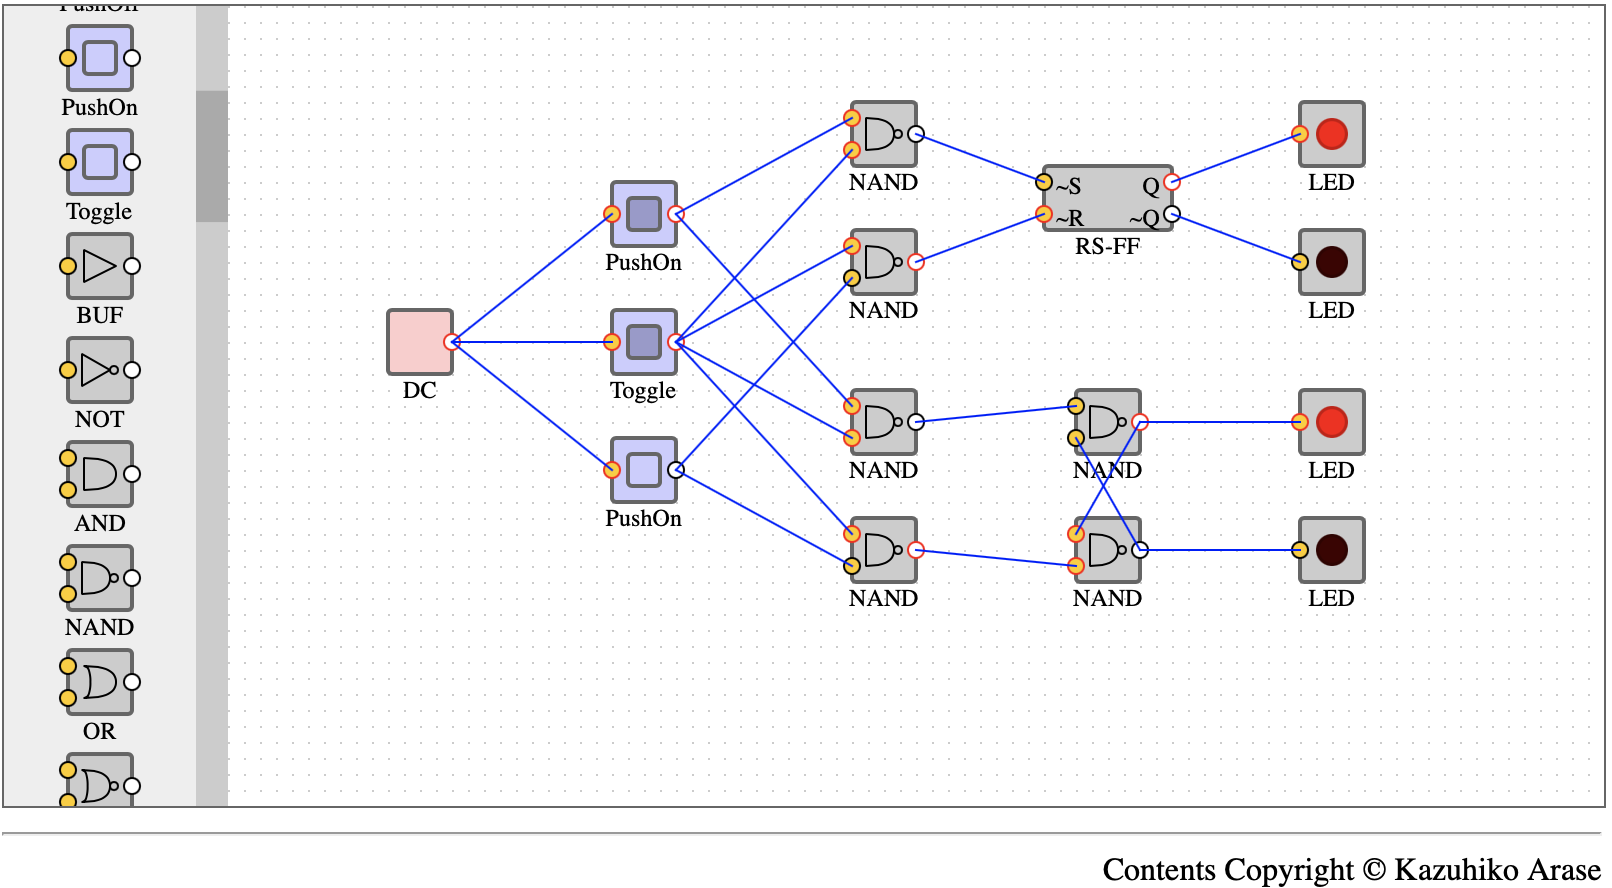 PushOff
PushOn
Toggle
BUF
NOT
AND
NAND
OR
DC
PushOn
Toggle
PushOn
NAND
NAND
NAND
NAND
~S Q
~R ~Q
RS-FF
NAND
NAND
LED
LED
LED
LED
Contents Copyright © Kazuhiko Arase